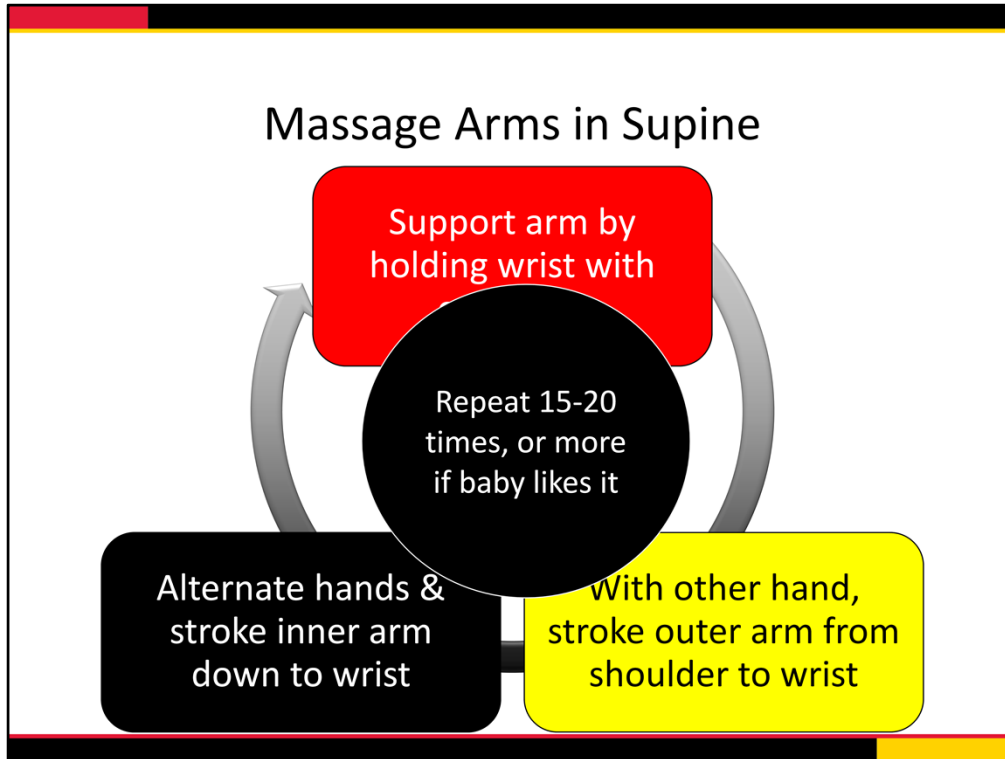 Massage Arms in Supine
Support arm by
holding wrist with
Repeat 15-20
times, or more
if baby likes it
With other hand,
stroke outer arm from
shoulder to wrist
Alternate hands &
stroke inner arm
down to wrist